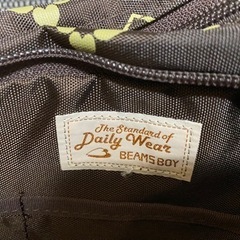 The Standard of
Daily Wear
BEAMS BOY